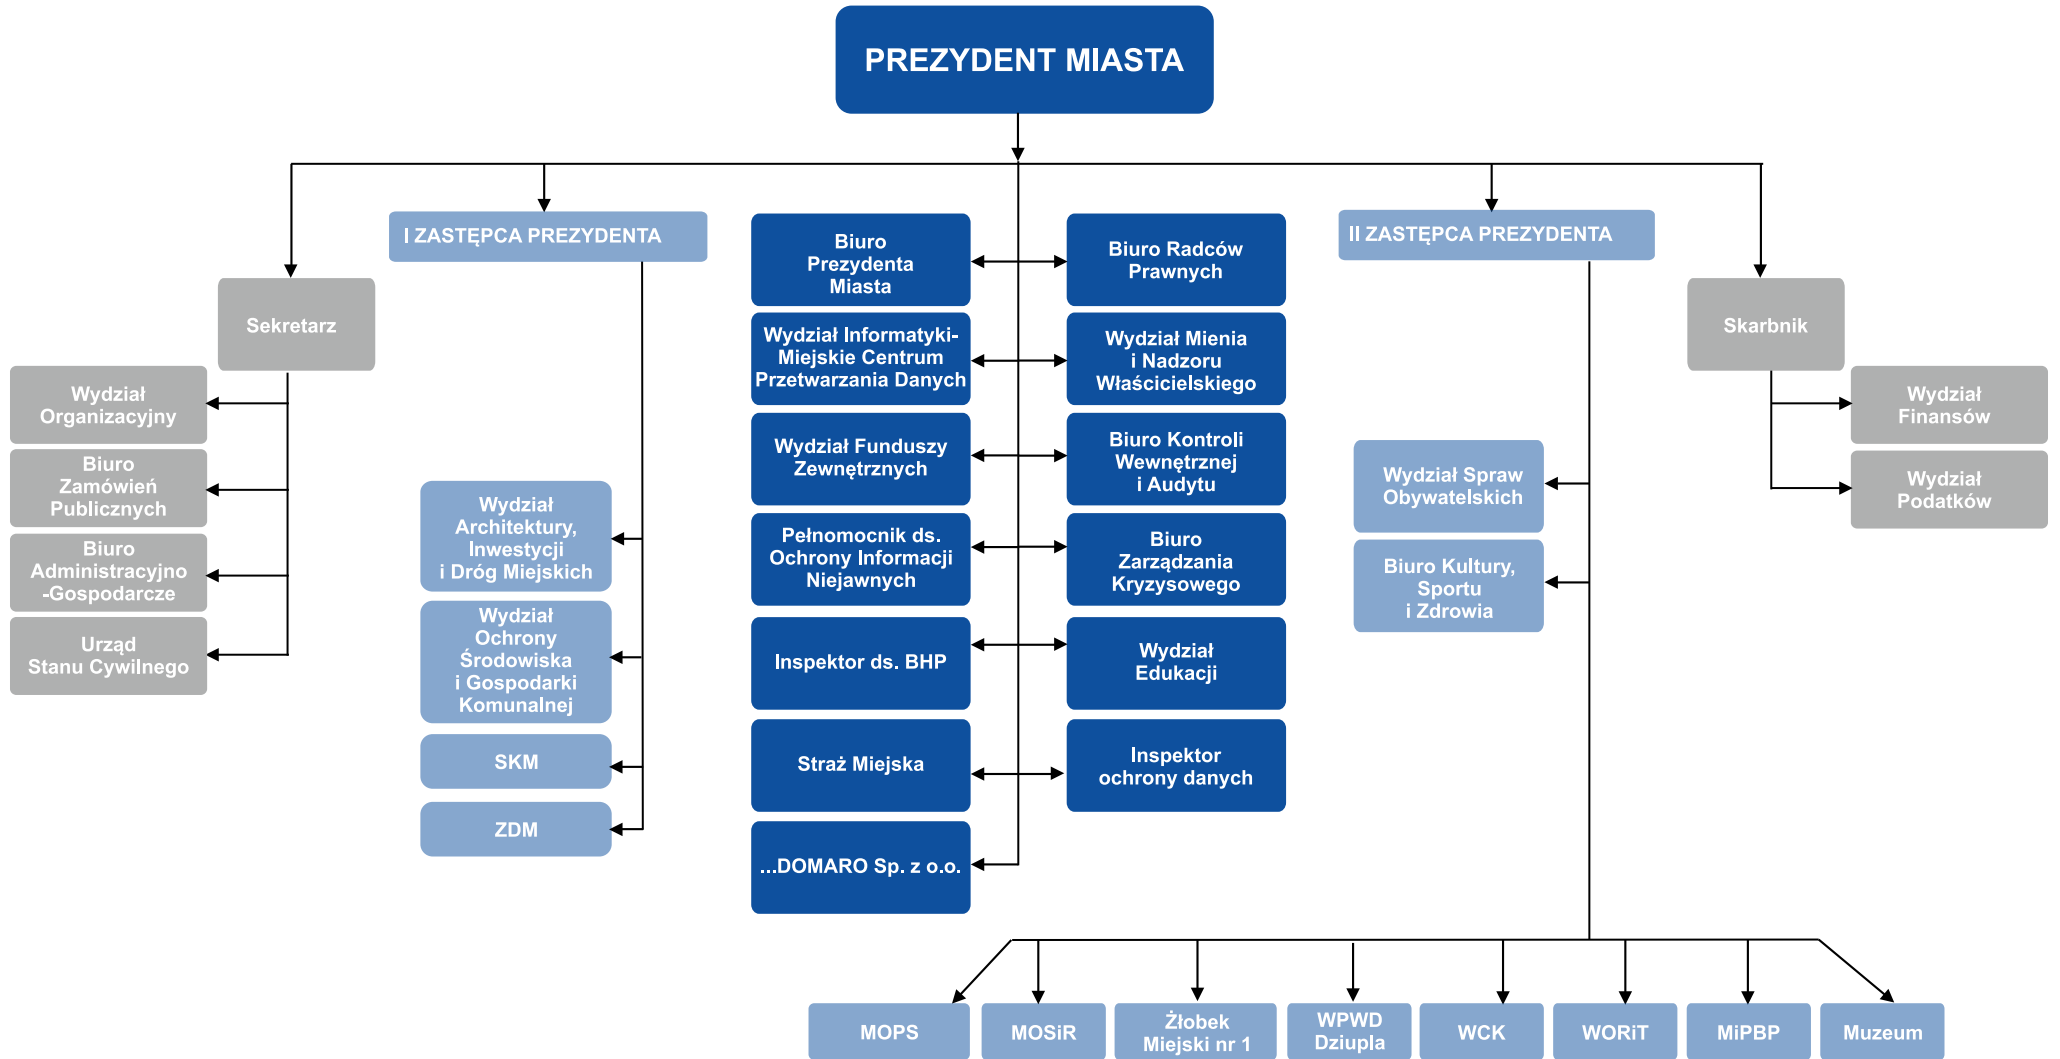 PREZYDENT MIASTA
I ZASTĘPCA PREZYDENTA
II ZASTĘPCA PREZYDENTA
Sekretarz
Skarbnik
Wydział
Organizacyjny
Biuro
Zamówień
Publicznych
Biuro
Administracyjno
-Gospodarcze
Urząd
Stanu Cywilnego
Wydział
Architektury,
Inwestycji
i Dróg Miejskich
Wydział
Ochrony
Środowiska
i Gospodarki
Komunalnej
SKM
ZDM
Biuro
Prezydenta
Miasta
Biuro Radców
Prawnych
Wydział Informatyki-
Miejskie Centrum
Przetwarzania Danych
Wydział Mienia
i Nadzoru
Właścicielskiego
Wydział Funduszy
Zewnętrznych
Biuro Kontroli
Wewnętrznej
i Audytu
Pełnomocnik ds.
Ochrony Informacji
Niejawnych
Biuro
Zarządzania
Kryzysowego
Inspektor ds. BHP
Wydział
Edukacji
Straż Miejska
Inspektor
ochrony danych
...DOMARO Sp. z o.o.
Wydział Spraw
Obywatelskich
Biuro Kultury,
Sportu
i Zdrowia
Wydział
Finansów
Wydział
Podatków
MOPS
MOSiR
Żłobek
Miejski nr 1
WPWD
Dziupla
WCK
WORiT
MiPBP
Muzeum